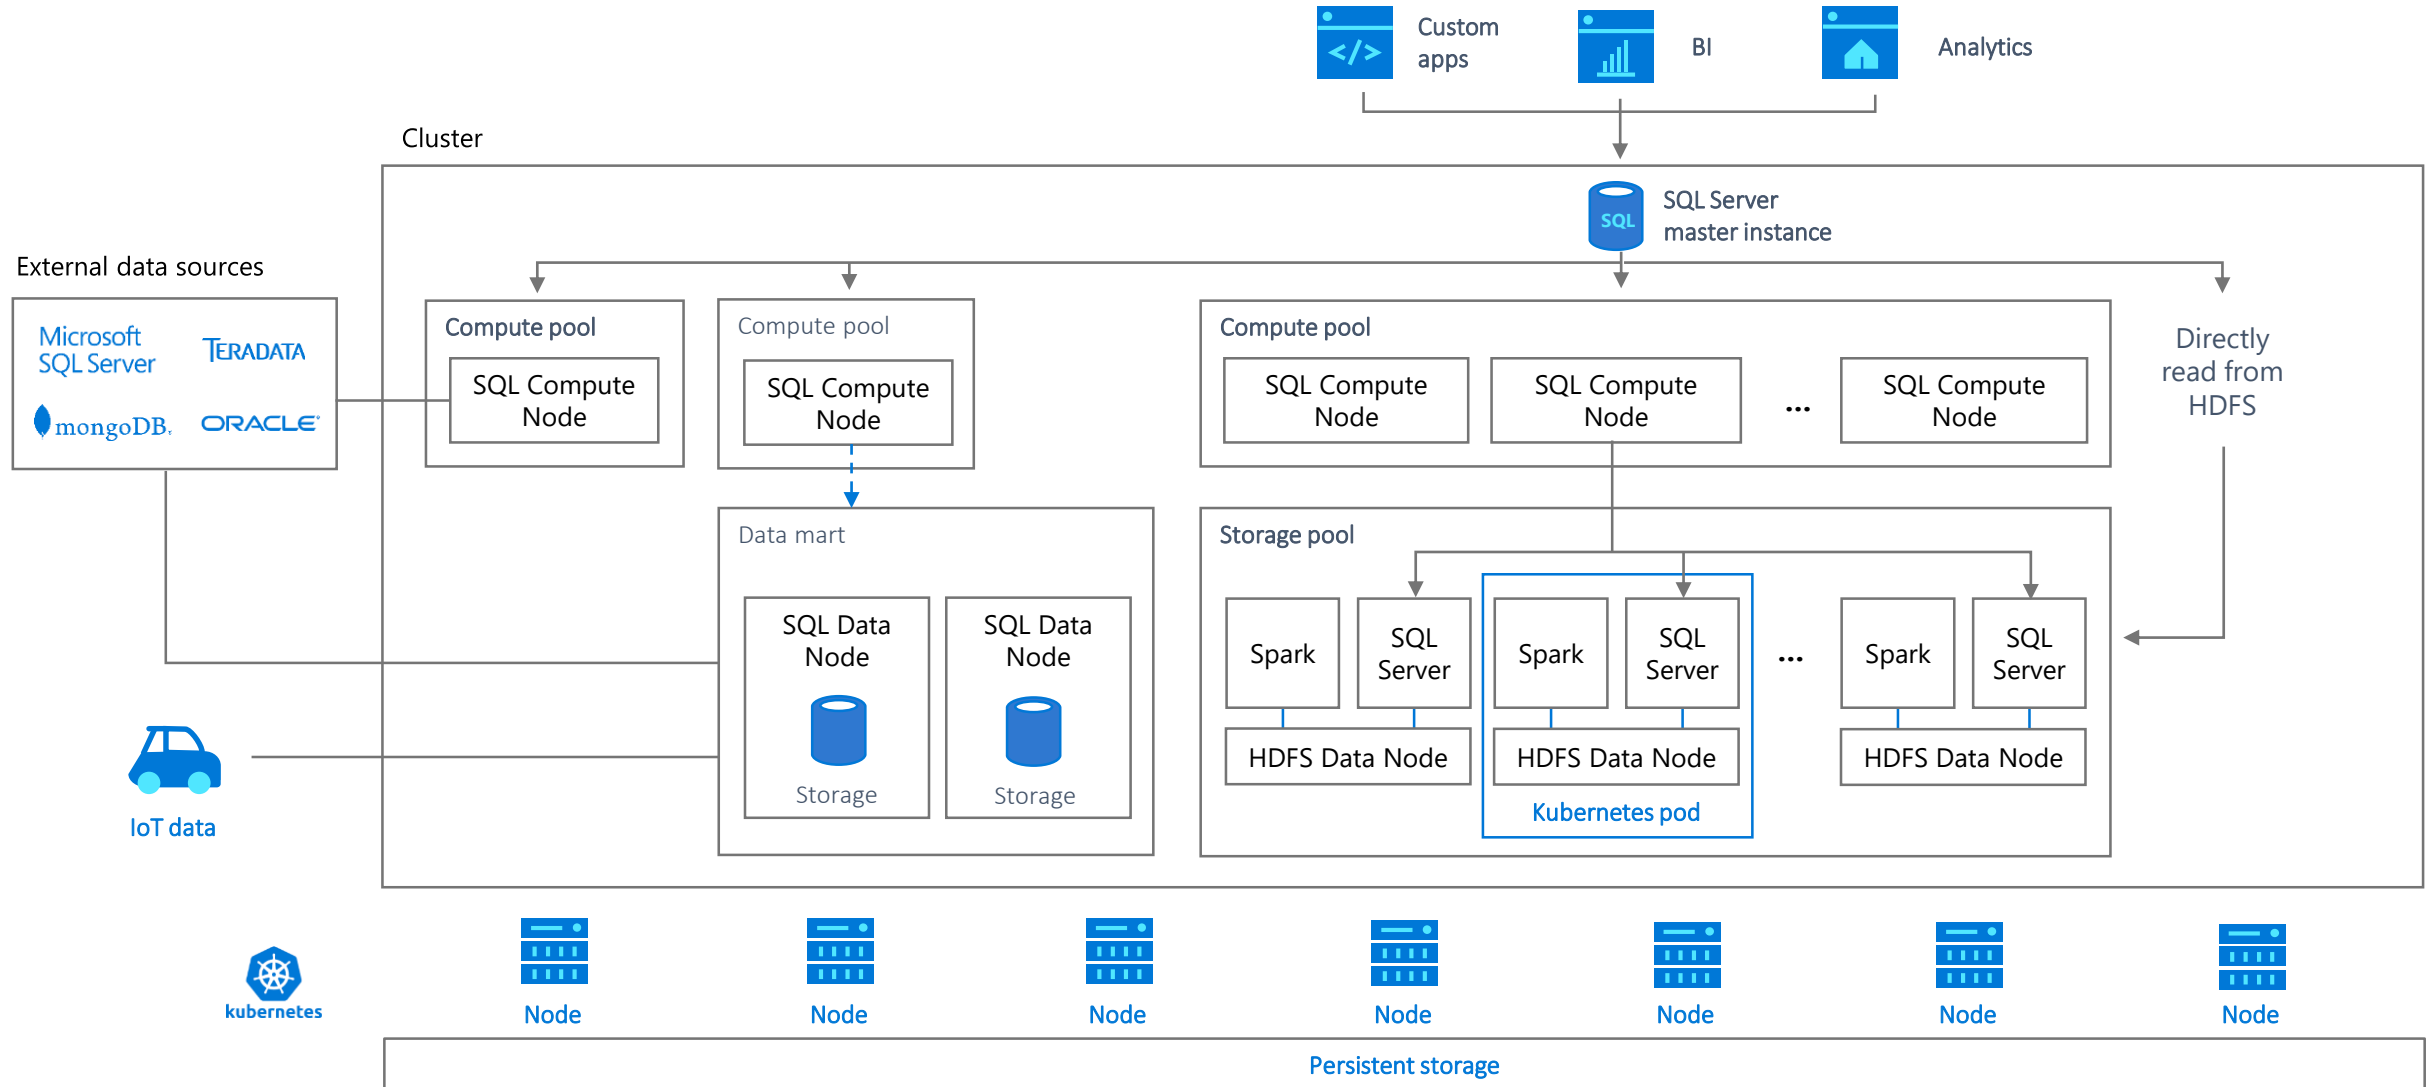 Custom
apps
BI
Analytics
Cluster
SQL
SQL Server
master instance
External data sources
Microsoft
SQL Server
TERADATA
mongoDB
ORACLE
Compute pool
SQL Compute
Node
Compute pool
SQL Compute
Node
Compute pool
SQL Compute
Node
SQL Compute
Node
...
SQL Compute
Node
Directly
read from
HDFS
Data mart
SQL Data
Node
Storage
SQL Data
Node
Storage
Storage pool
Spark
SQL
Server
HDFS Data Node
Spark
SQL
Server
HDFS Data Node
Kubernetes pod
...
Spark
SQL
Server
HDFS Data Node
IoT data
kubernetes
Node
Node
Node
Node
Node
Node
Node
Persistent storage